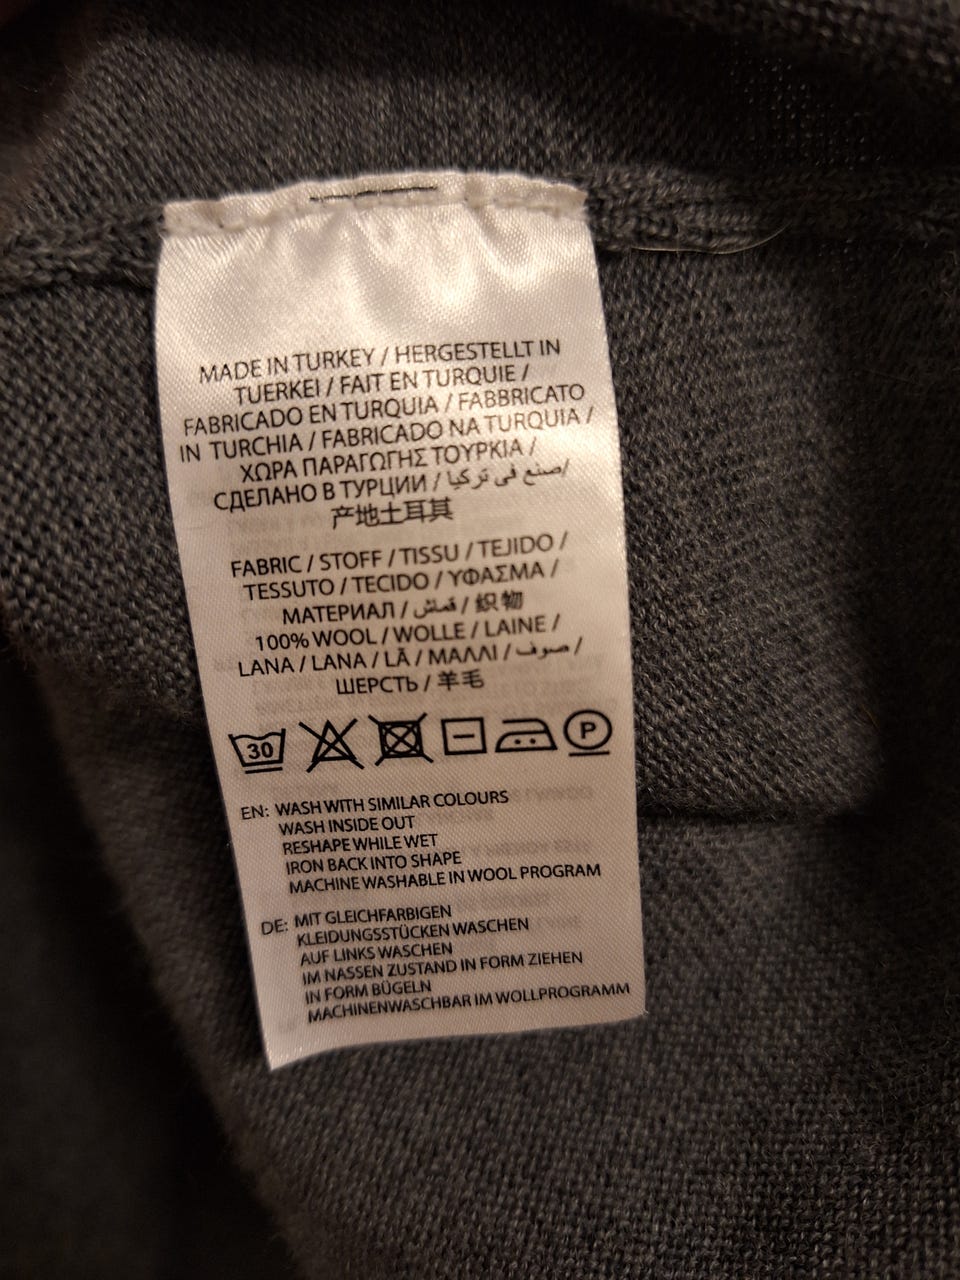 MADE IN TURKEY / HERGESTELLT IN
TUERKEI / FAIT EN TURQUIE /
FABRICADO EN TURQUIA / FABBRICATO
IN TURCHIA / FABRICADO NA TURQUIA /
ΧΩΡΑ ΠΑΡΑΓΩΓΗΣ ΤΟΥΡΚΙΑ /
СДЕЛАНО В ТУРЦИИ / صنع في تركيا/
产地土耳其
FABRIC / STOFF / TISSU / TEJIDO /
TESSUTO / TECIDO / ΥΦΑΣΜΑ /
МАТЕРИАЛ / قماش / 织物
100% WOOL / WOLLE / LAINE /
LANA / LANA / LÃ / ΜΑΛΛΙ / صوف /
ШЕРСТЬ / 羊毛
30 P
EN: WASH WITH SIMILAR COLOURS
WASH INSIDE OUT
RESHAPE WHILE WET
IRON BACK INTO SHAPE
MACHINE WASHABLE IN WOOL PROGRAM
DE: MIT GLEICHFARBIGEN
KLEIDUNGSSTÜCKEN WASCHEN
AUF LINKS WASCHEN
IM NASSEN ZUSTAND IN FORM ZIEHEN
IN FORM BÜGELN
MACHINENWASCHBAR IM WOLLPROGRAMM